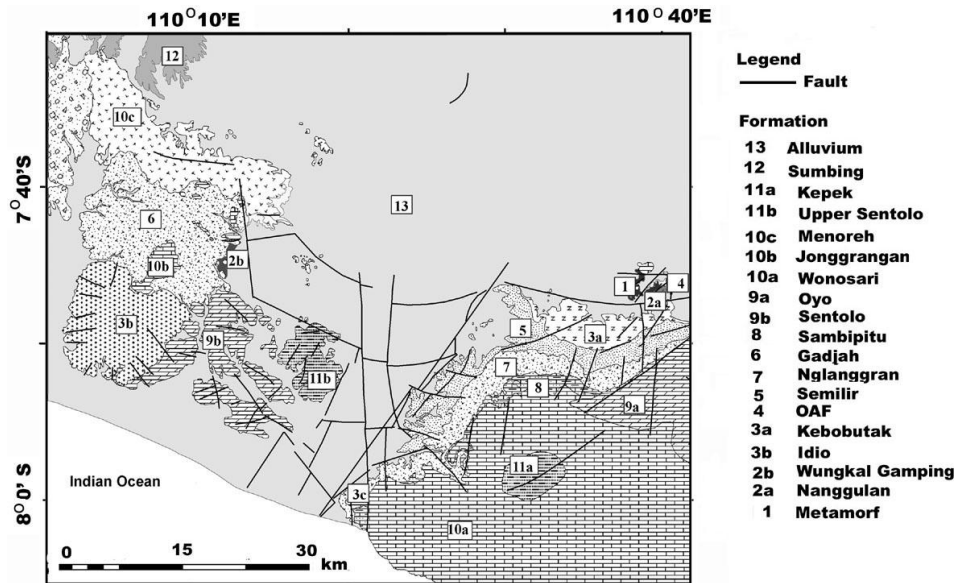 110°10'E
110°40'E
7°40'S
8°0'S
12
10c
13
6
2b
10b
1
4
2a
3b
9b
5
3a
7
11b
8
9a
11a
3c
10a
Indian Ocean
0 15 30
km
Legend
Fault
Formation
13 Alluvium
12 Sumbing
11a Kepek
11b Upper Sentolo
10c Menoreh
10b Jonggrangan
10a Wonosari
9a Oyo
9b Sentolo
8 Sambipitu
6 Gadjah
7 Nglanggran
5 Semilir
4 OAF
3a Kebobutak
3b Idio
2b Wungkal Gamping
2a Nanggulan
1 Metamorf